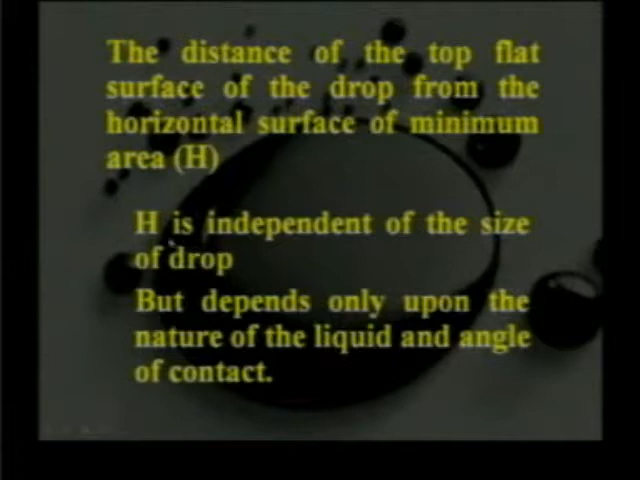 The distance of the top flat
surface of the drop from the
horizontal surface of minimum
area (H)
H is independent of the size
of drop
But depends only upon the
nature of the liquid and angle
of contact.